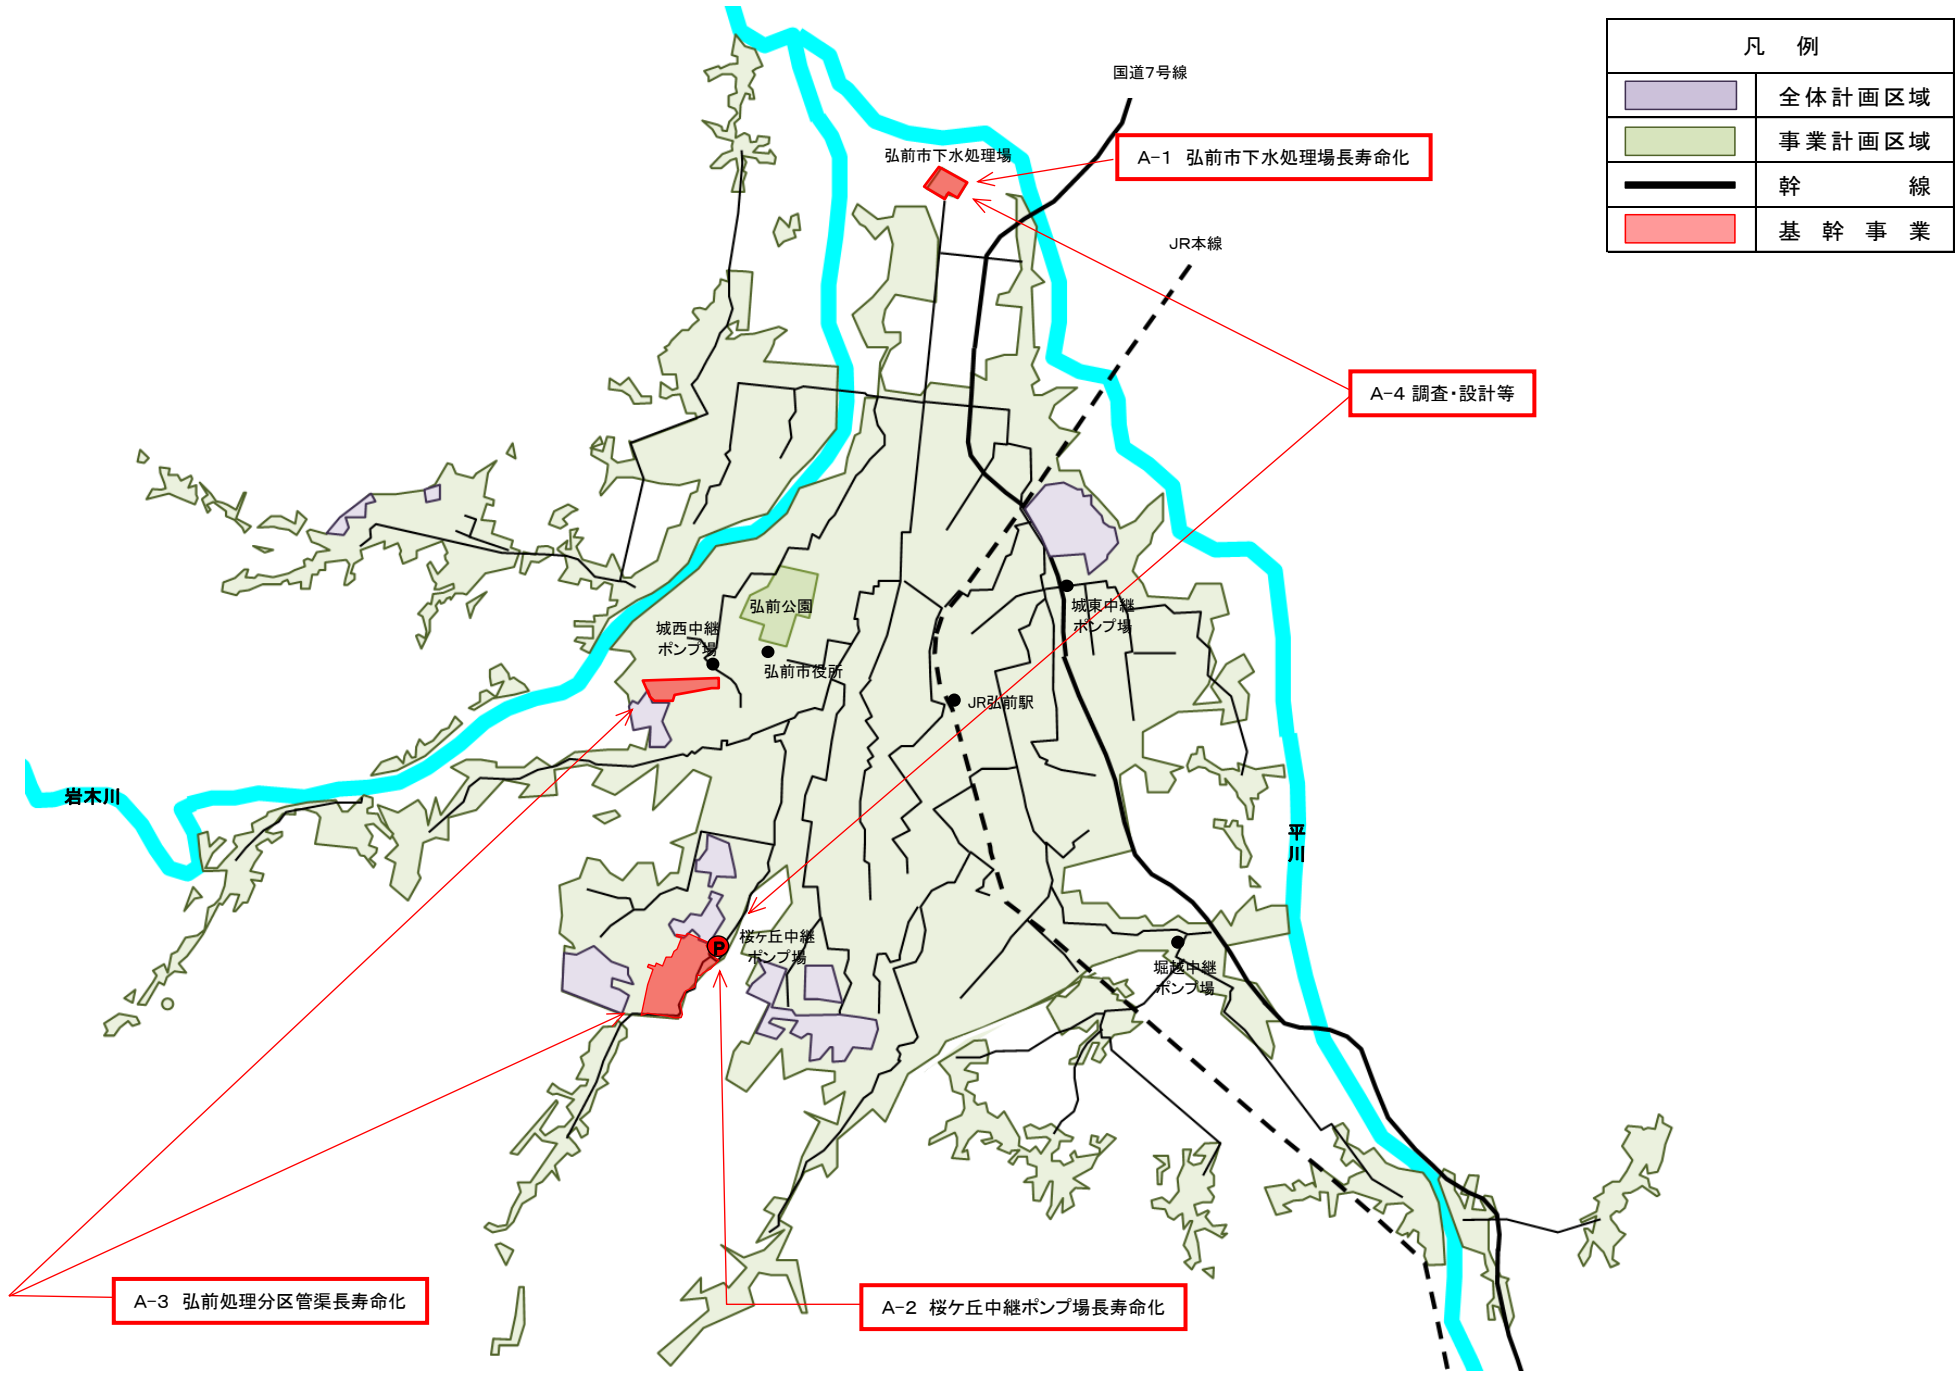 凡 例
全体計画区域
事業計画区域
幹 線
基幹事業
国道7号線
弘前市下水処理場
A-1 弘前市下水処理場長寿命化
JR本線
A-4 調査・設計等
弘前公園
城東中継
ポンプ場
城西中継
ポンプ場
弘前市役所
JR弘前駅
岩木川
平川
P
桜ヶ丘中継
ポンプ場
堀越中継
ポンプ場
A-3 弘前処理分区管渠長寿命化
A-2 桜ケ丘中継ポンプ場長寿命化